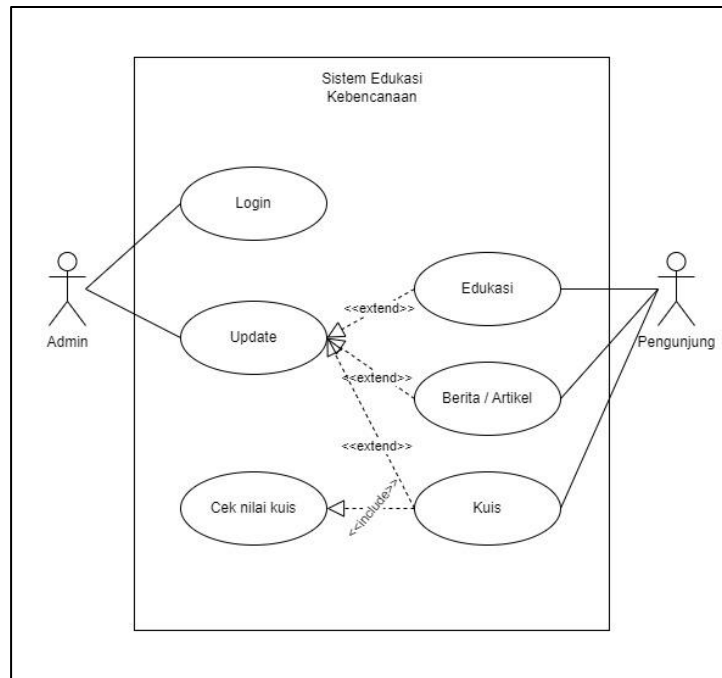 Sistem Edukasi
Kebencanaan
Login
Edukasi
<<extend>>
Admin
Update
Pengunjung
<<extend>>
Berita / Artikel
<<extend>>
Cek nilai kuis
<<include>>
Kuis